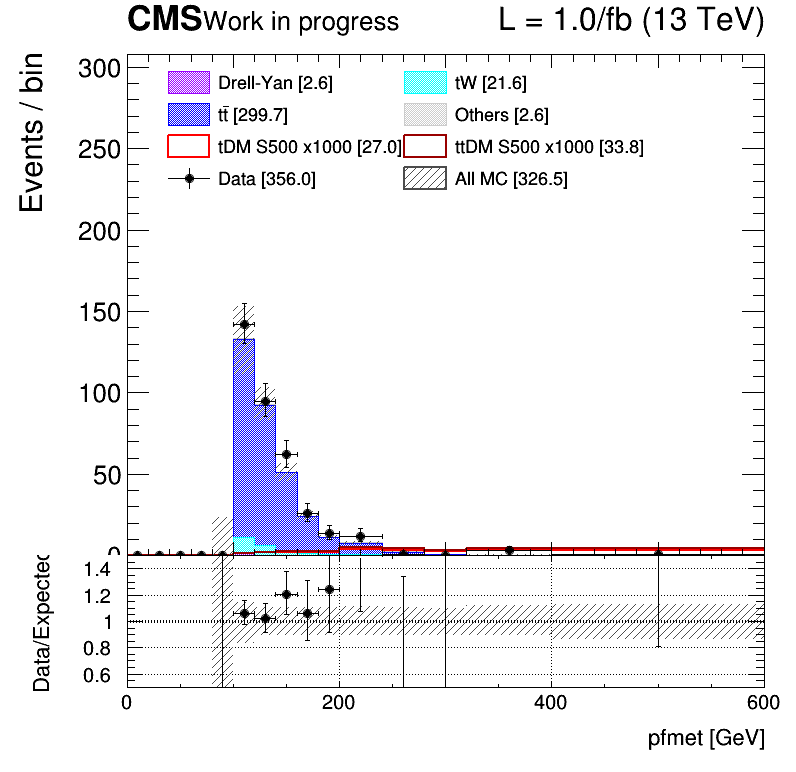 CMS Work in progress L = 1.0/fb (13 TeV)
Events / bin
300
250
200
150
100
50
0
Drell-Yan [2.6] tW [21.6]
tt̄ [299.7] Others [2.6]
tDM S500 x1000 [27.0] ttDM S500 x1000 [33.8]
Data [356.0] All MC [326.5]
Data/Expected
1.4
1.2
1
0.8
0.6
0 200 400 600
pfmet [GeV]